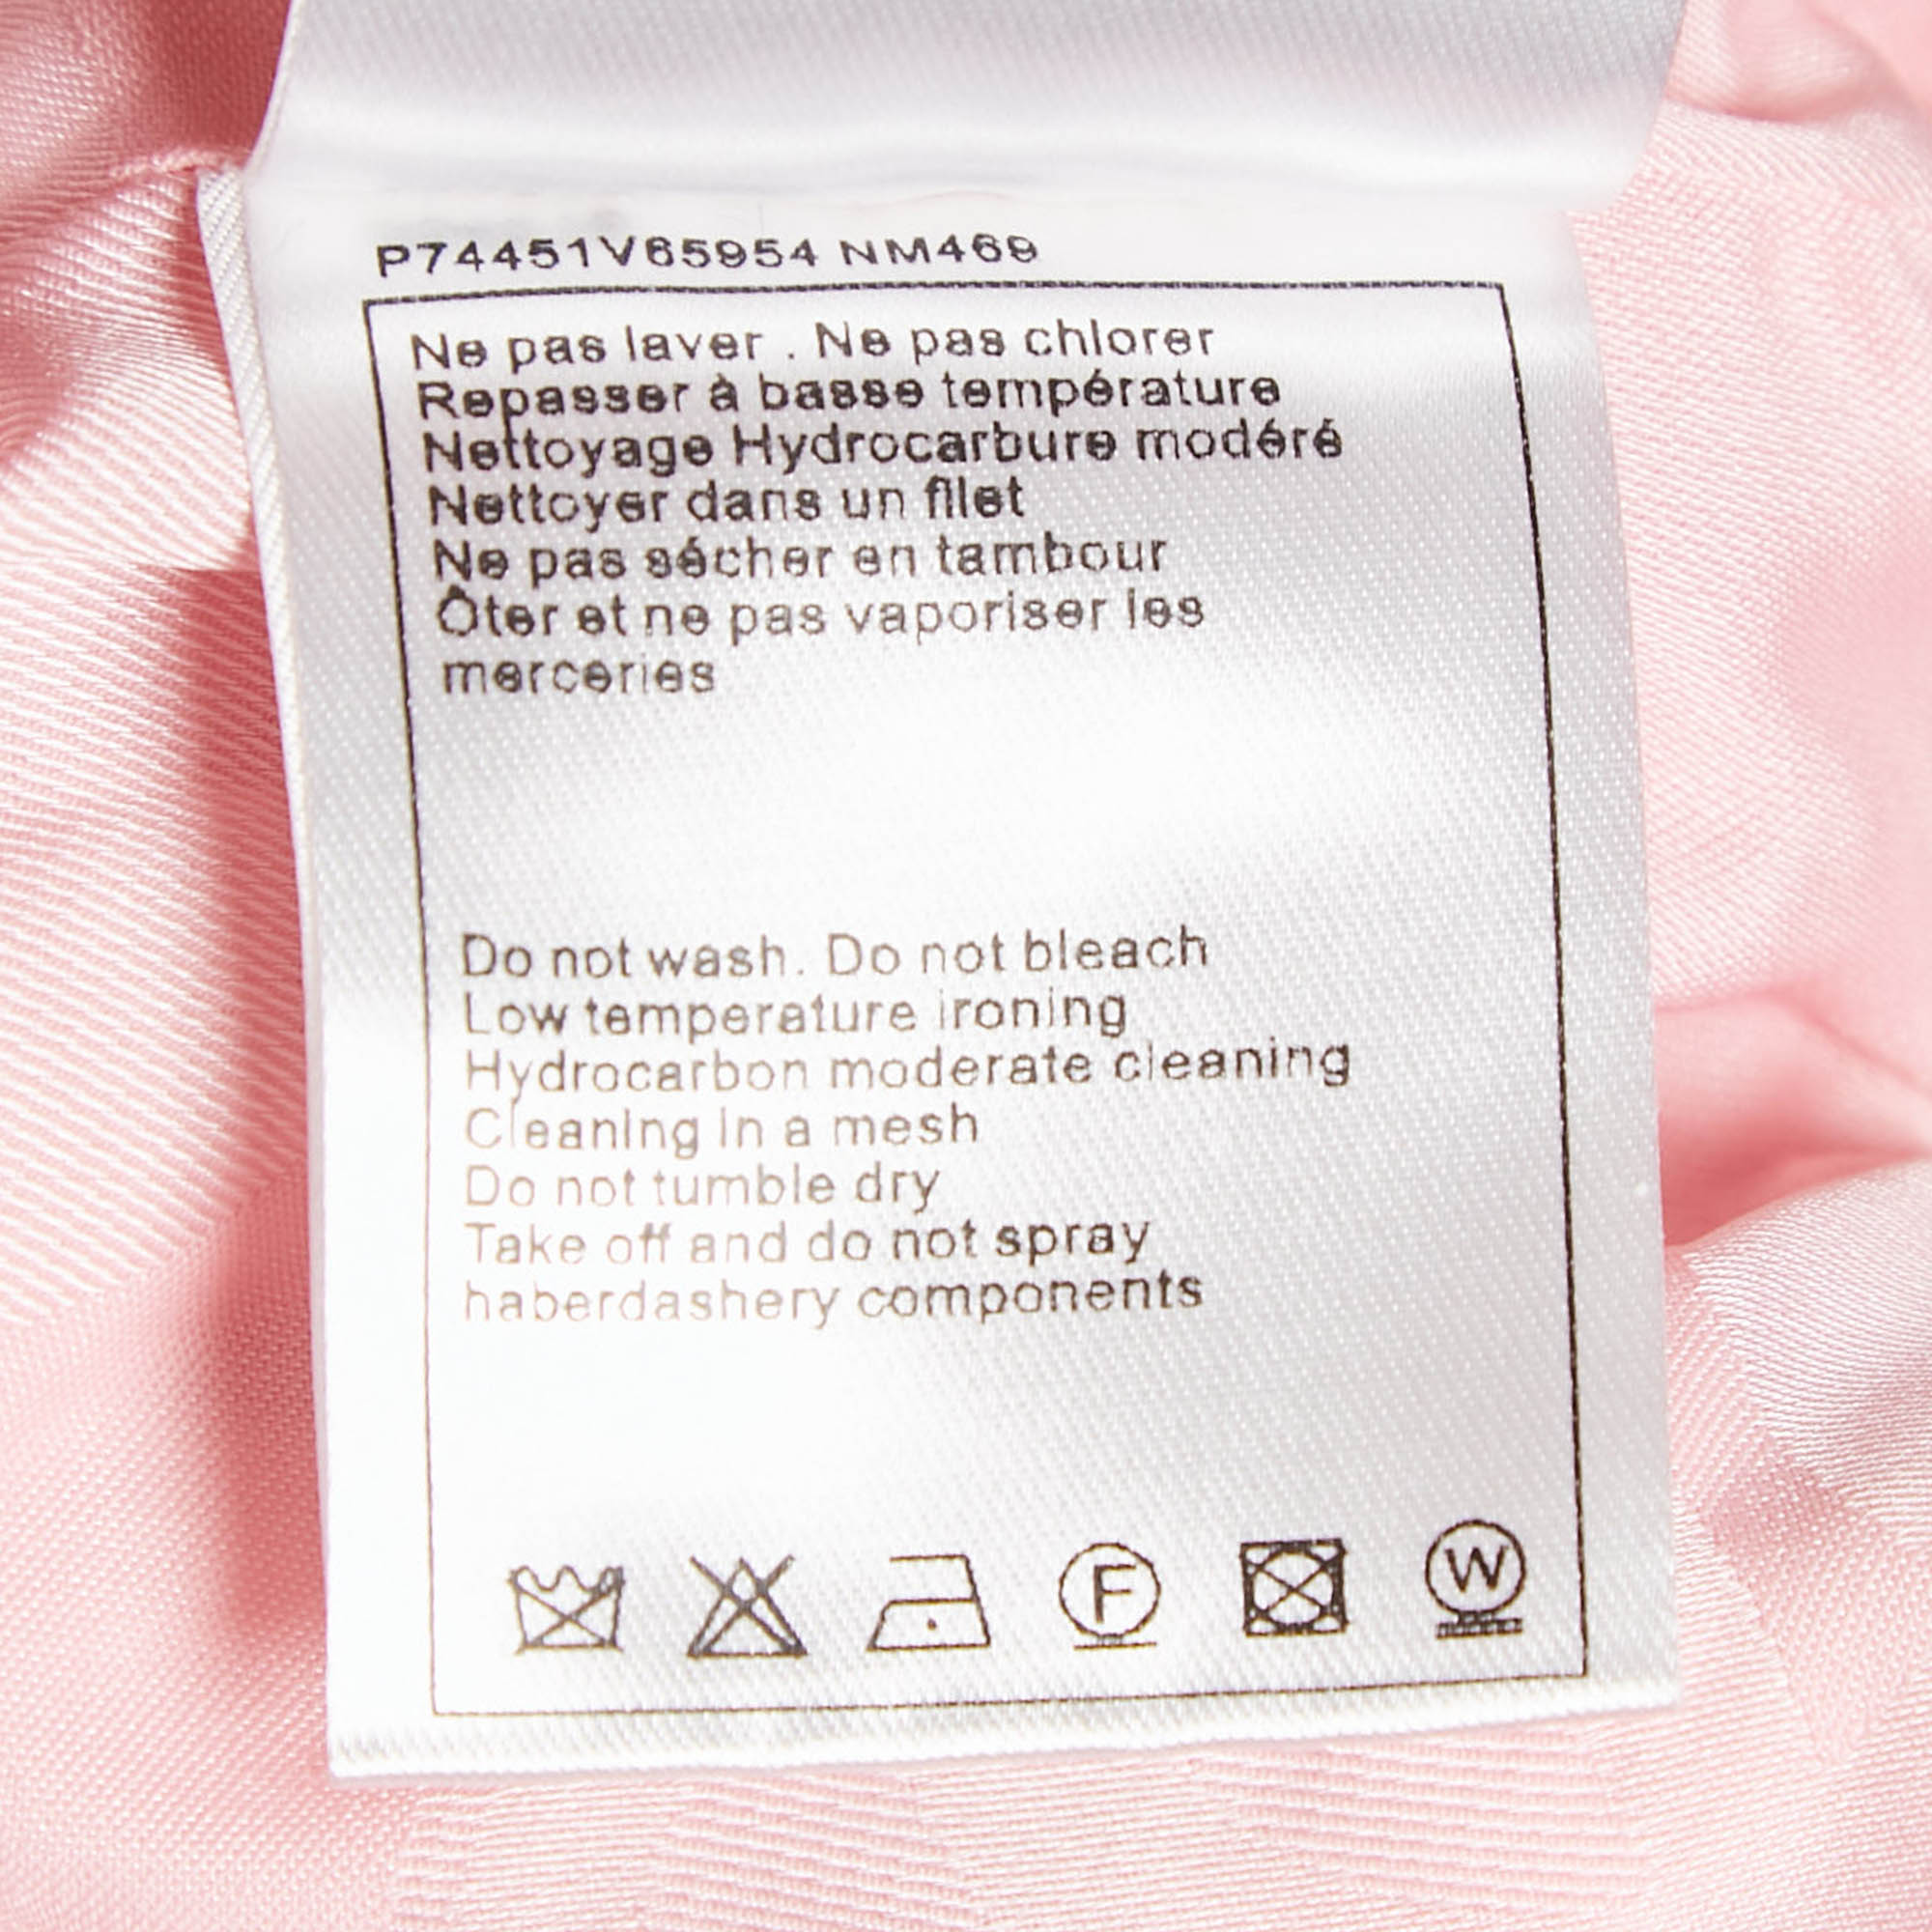 P74451V65954 NM469
Ne pas laver . Ne pas chlorer
Repasser à basse température
Nettoyage Hydrocarbure modéré
Nettoyer dans un filet
Ne pas sécher en tambour
Ôter et ne pas vaporiser les
merceries
Do not wash. Do not bleach
Low temperature ironing
Hydrocarbon moderate cleaning
Cleaning in a mesh
Do not tumble dry
Take off and do not spray
haberdashery components
F W